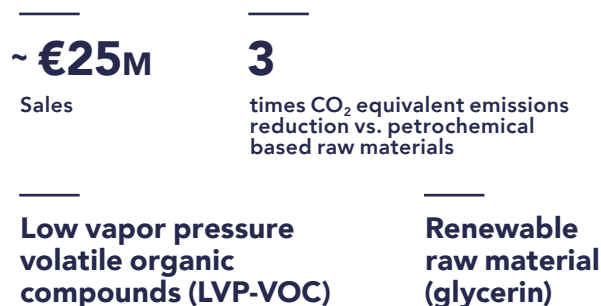 ~ €25M
Sales
3
times CO₂ equivalent emissions
reduction vs. petrochemical
based raw materials
Low vapor pressure
volatile organic
compounds (LVP-VOC)
Renewable
raw material
(glycerin)